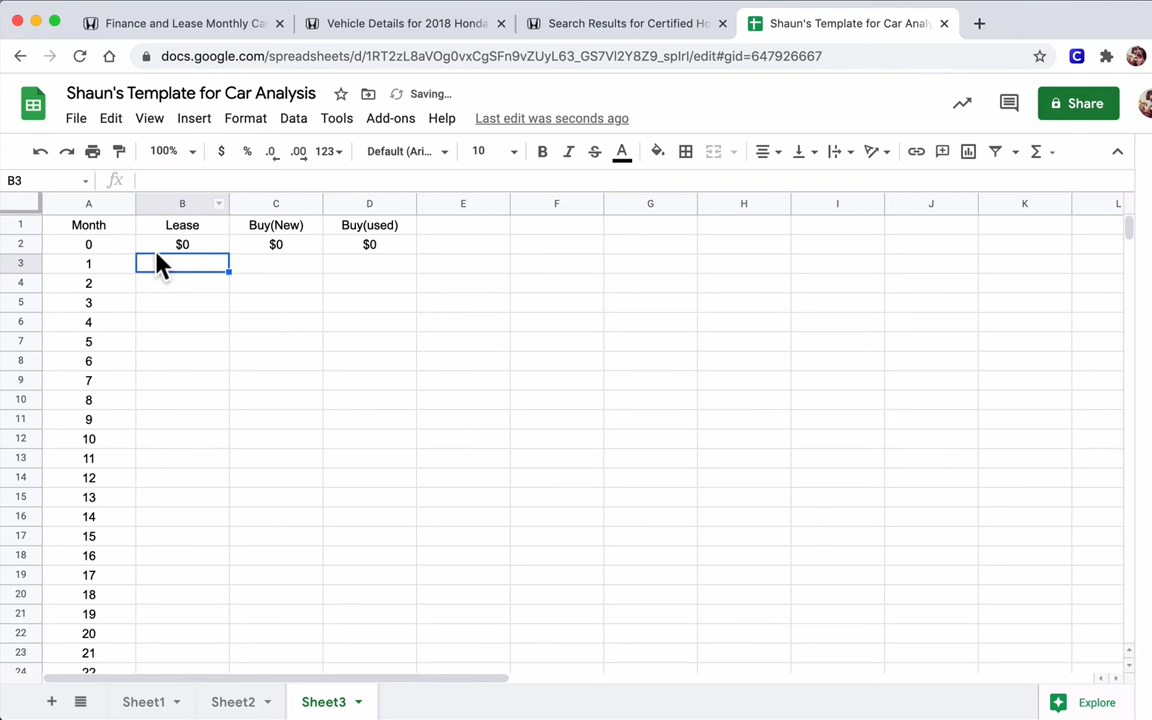 Finance and Lease Monthly Ca
Vehicle Details for 2018 Honda
Search Results for Certified Ho
Shaun's Template for Car Analy
docs.google.com/spreadsheets/d/1RT2zL8aVOg0vxCgSFn9vZUyL63_GS7Vl2Y8Z9_spIrI/edit#gid=647926667
Shaun's Template for Car Analysis Saving…
Share
File Edit View Insert Format Data Tools Add-ons Help Last edit was seconds ago
100% $ % .0 .00 123 Default (Ari... 10 B I S A
B3 fx
A B C D E F G H I J K L
1 Month Lease Buy(New) Buy(used)
2 0 $0 $0 $0
3 1
4 2
5 3
6 4
7 5
8 6
9 7
10 8
11 9
12 10
13 11
14 12
15 13
16 14
17 15
18 16
19 17
20 18
21 19
22 20
23 21
24 22
Sheet1 Sheet2 Sheet3 Explore